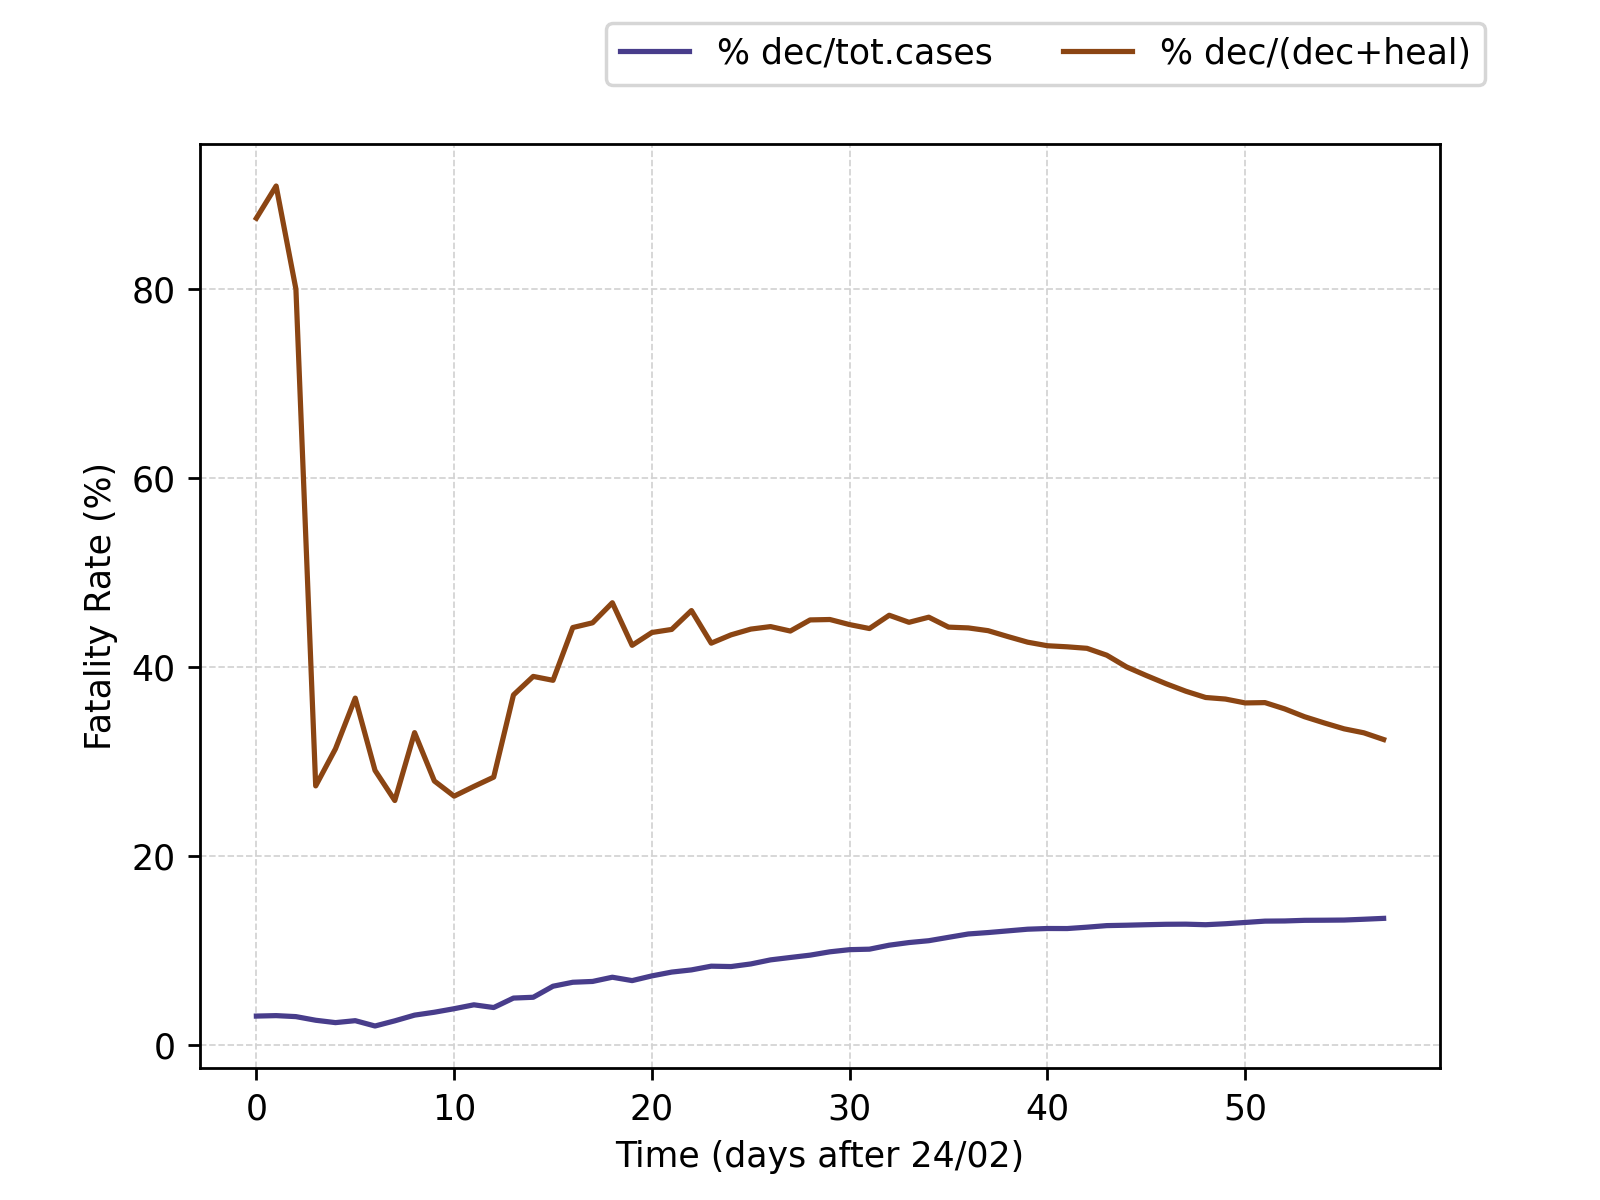 % dec/tot.cases % dec/(dec+heal)
80
60
40
20
0
Fatality Rate (%)
0 10 20 30 40 50
Time (days after 24/02)